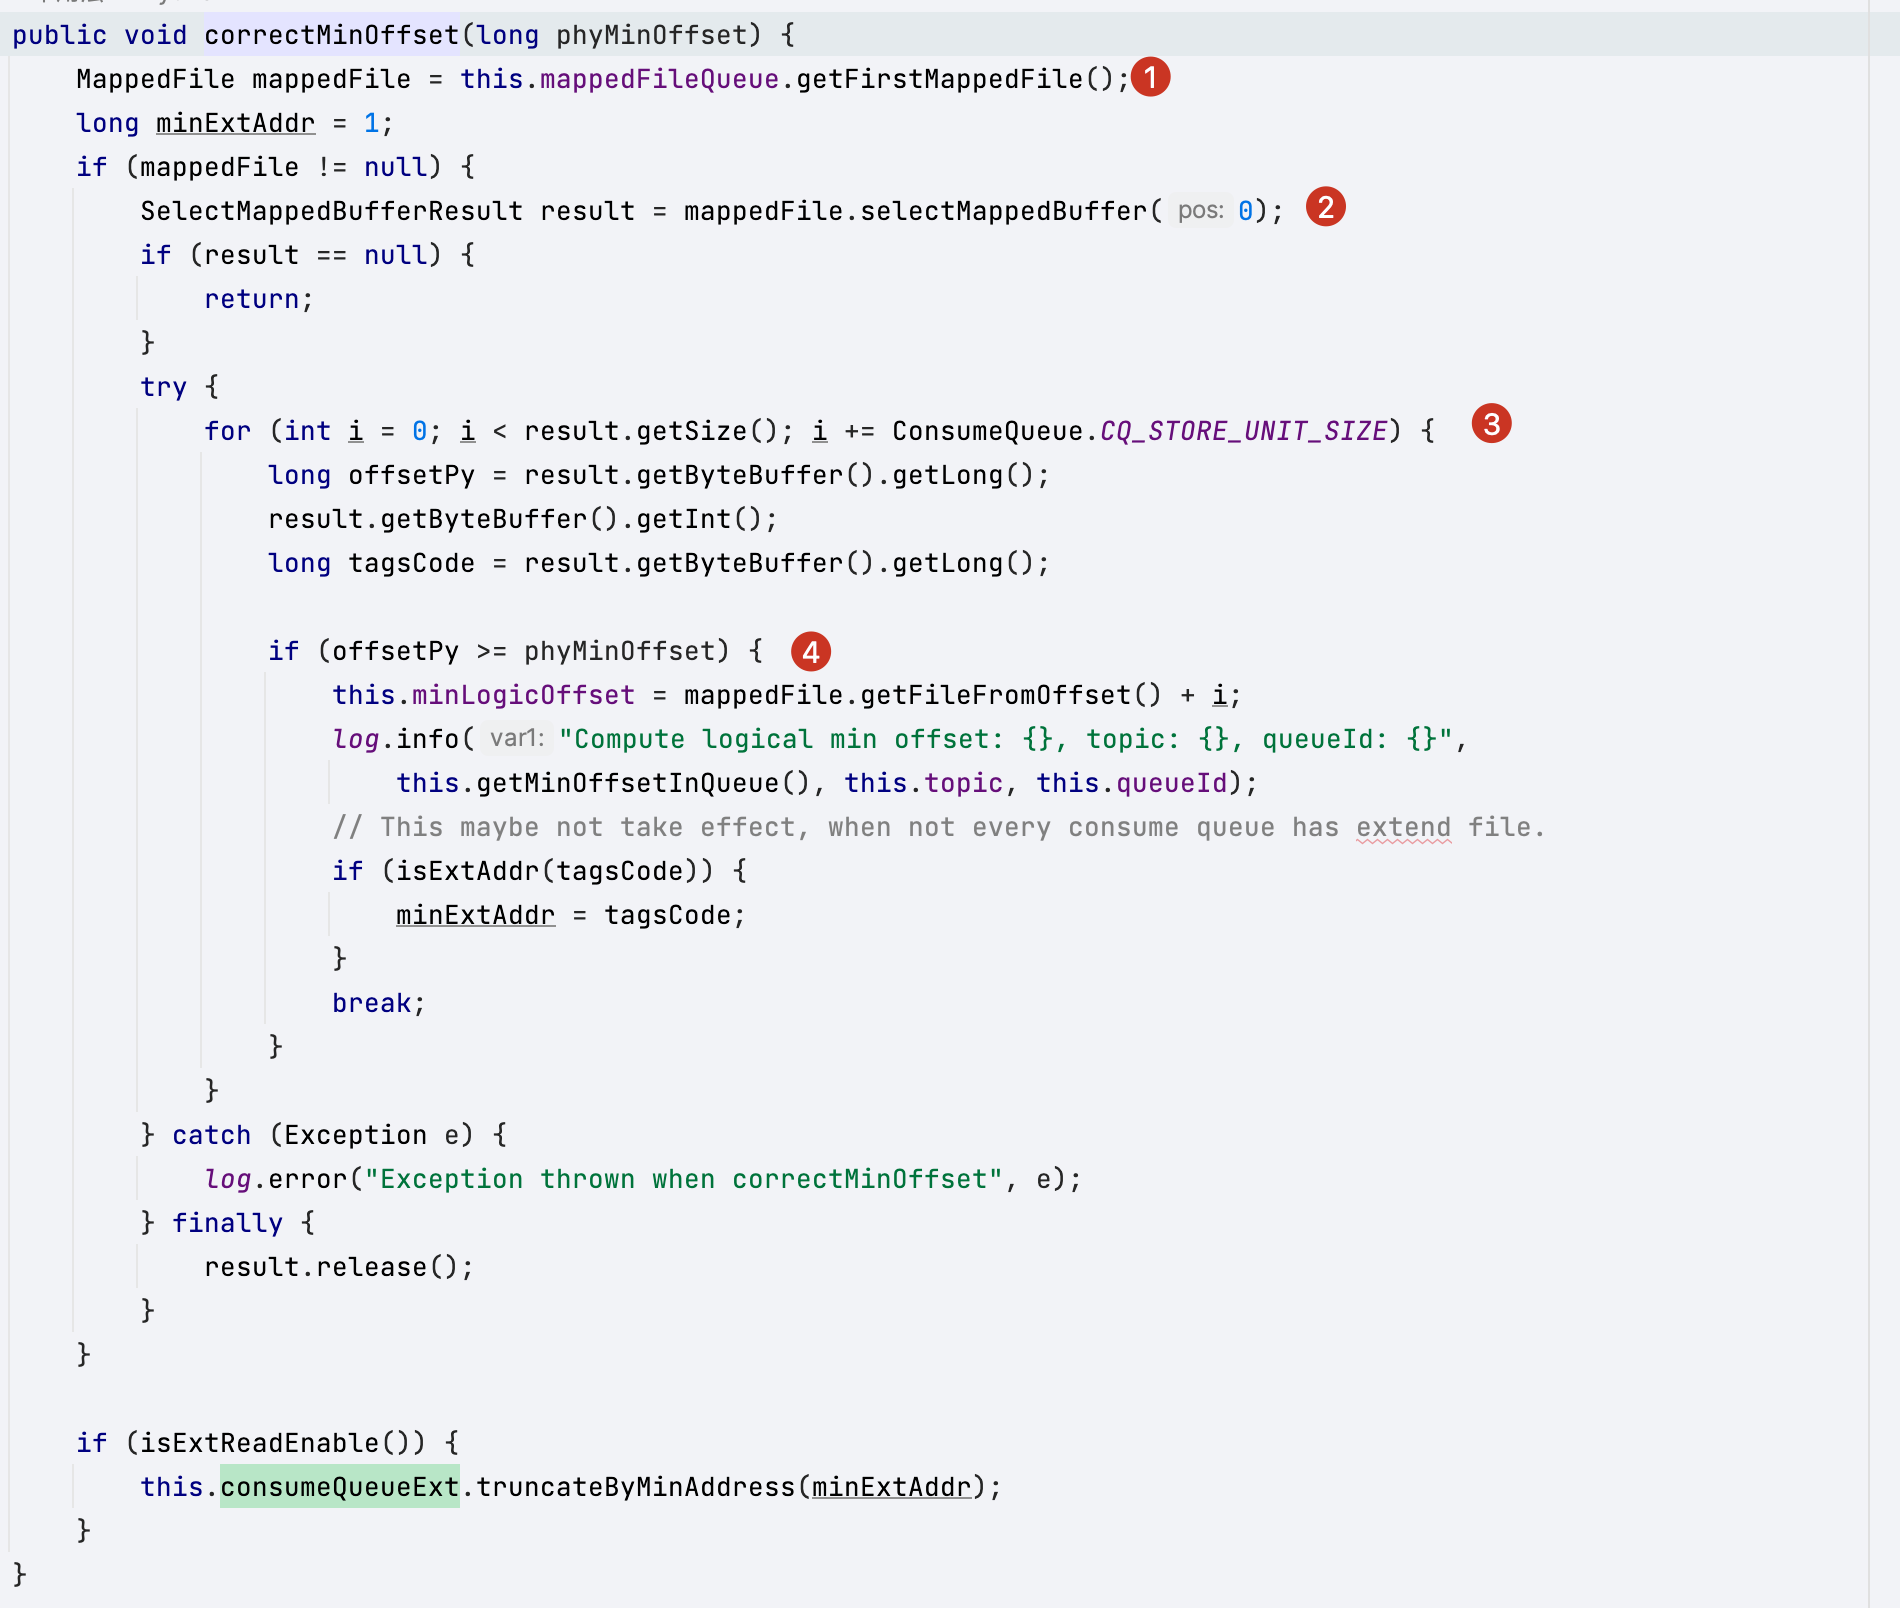 public void correctMinOffset(long phyMinOffset) {
    MappedFile mappedFile = this.mappedFileQueue.getFirstMappedFile(); 1
    long minExtAddr = 1;
    if (mappedFile != null) {
        SelectMappedBufferResult result = mappedFile.selectMappedBuffer( pos: 0); 2
        if (result == null) {
            return;
        }
        try {
            for (int i = 0; i < result.getSize(); i += ConsumeQueue.CQ_STORE_UNIT_SIZE) { 3
                long offsetPy = result.getByteBuffer().getLong();
                result.getByteBuffer().getInt();
                long tagsCode = result.getByteBuffer().getLong();

                if (offsetPy >= phyMinOffset) { 4
                    this.minLogicOffset = mappedFile.getFileFromOffset() + i;
                    log.info( var1: "Compute logical min offset: {}, topic: {}, queueId: {}",
                        this.getMinOffsetInQueue(), this.topic, this.queueId);
                    // This maybe not take effect, when not every consume queue has extend file.
                    if (isExtAddr(tagsCode)) {
                        minExtAddr = tagsCode;
                    }
                    break;
                }
            }
        } catch (Exception e) {
            log.error("Exception thrown when correctMinOffset", e);
        } finally {
            result.release();
        }
    }

    if (isExtReadEnable()) {
        this.consumeQueueExt.truncateByMinAddress(minExtAddr);
    }
}